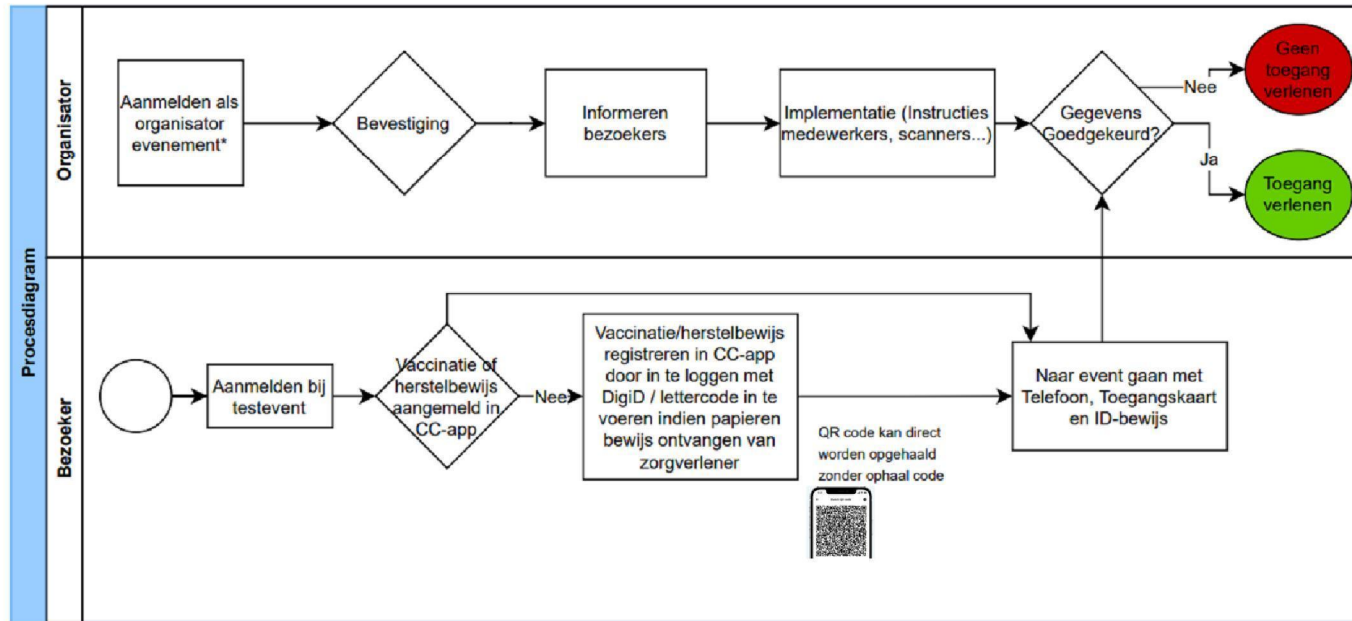 Procesdiagram
Organisator
Aanmelden als
organisator
evenement*
Bevestiging
Informeren
bezoekers
Implementatie (Instructies
medewerkers, scanners...)
Gegevens
Goedgekeurd?
Nee
Geen
toegang
verlenen
Ja
Toegang
verlenen
Bezoeker
Aanmelden bij
testevent
Vaccinatie of
herstelbewijs
aangemeld in
CC-app
Nee
Vaccinatie/herstelbewijs
registreren in CC-app
door in te loggen met
DigiD / lettercode in te
voeren indien papieren
bewijs ontvangen van
zorgverlener
QR code kan direct
worden opgehaald
zonder ophaal code
Naar event gaan met
Telefoon, Toegangskaart
en ID-bewijs